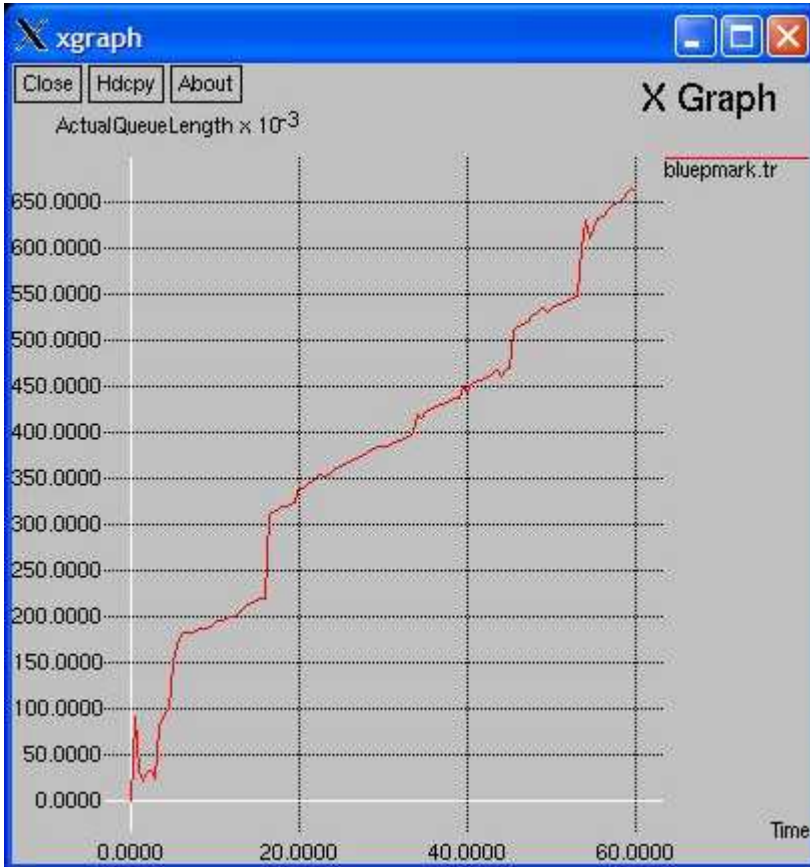 xgraph
Close Hdcpy About
X Graph
ActualQueueLength x 10-3
bluepmark.tr
650.0000
600.0000
550.0000
500.0000
450.0000
400.0000
350.0000
300.0000
250.0000
200.0000
150.0000
100.0000
50.0000
0.0000
Time
0.0000 20.0000 40.0000 60.0000